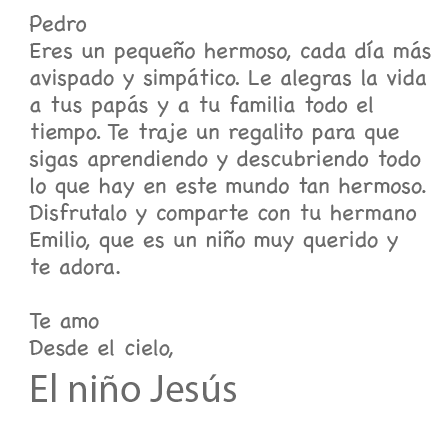 Pedro
Eres un pequeño hermoso, cada día más
avispado y simpático. Le alegras la vida
a tus papás y a tu familia todo el
tiempo. Te traje un regalito para que
sigas aprendiendo y descubriendo todo
lo que hay en este mundo tan hermoso.
Disfrutalo y comparte con tu hermano
Emilio, que es un niño muy querido y
te adora.
Te amo
Desde el cielo,
El niño Jesús